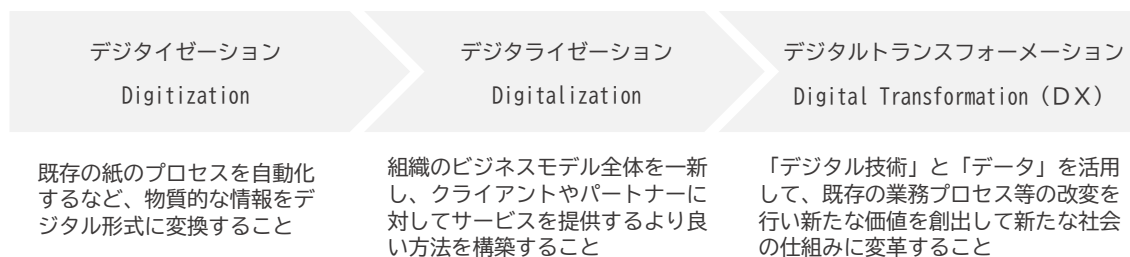 デジタイゼーション
Digitization
既存の紙のプロセスを自動化
するなど、物質的な情報をデ
ジタル形式に変換すること
デジタライゼーション
Digitalization
組織のビジネスモデル全体を一新
し、クライアントやパートナーに
対してサービスを提供するより良
い方法を構築すること
デジタルトランスフォーメーション
Digital Transformation（ＤＸ）
「デジタル技術」と「データ」を活用
して、既存の業務プロセス等の改変を
行い新たな価値を創出して新たな社会
の仕組みに変革すること